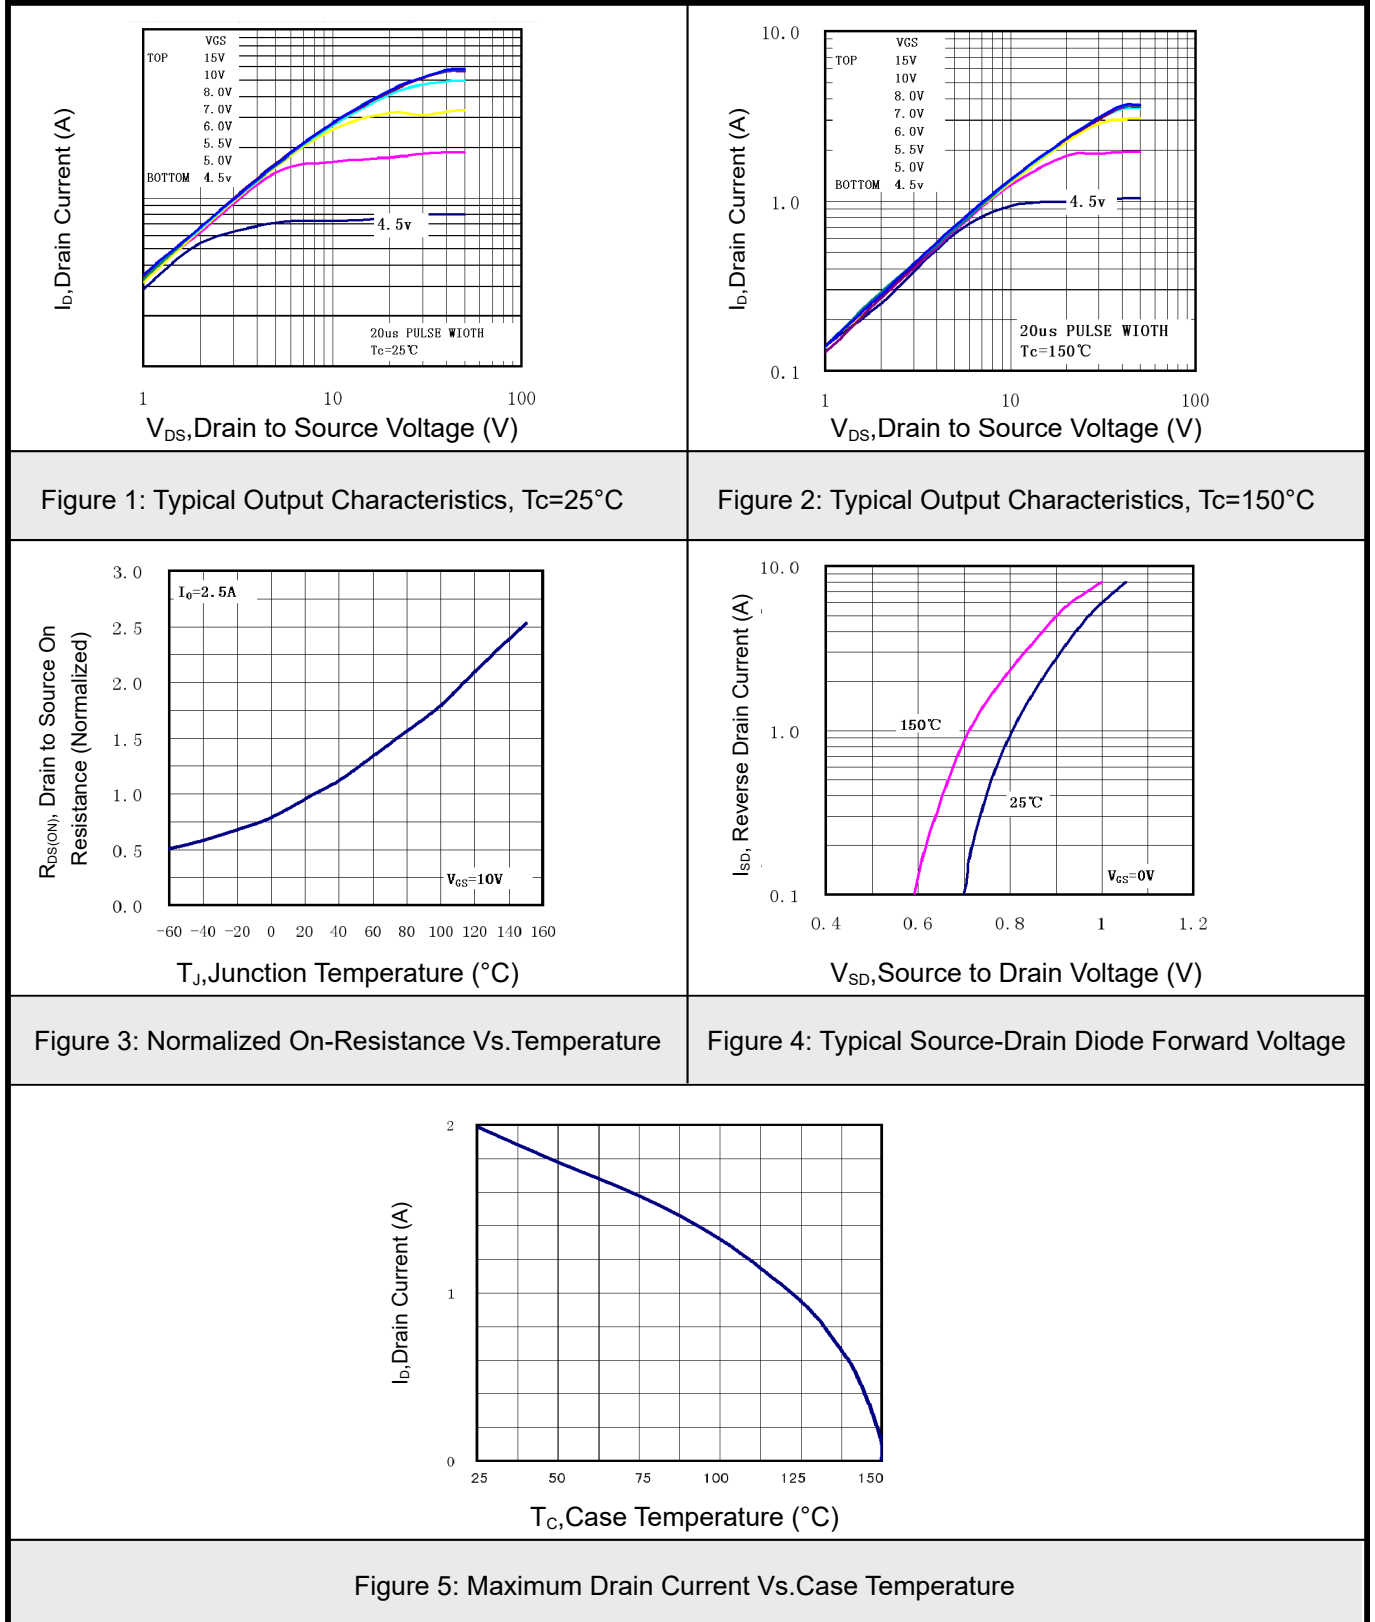 VGS
TOP 15V
10V
8.0V
7.0V
6.0V
5.5V
5.0V
BOTTOM 4.5v
4.5v
20us PULSE WIOTH
Tc=25℃
1 10 100
ID,Drain Current (A)
VDS,Drain to Source Voltage (V)
10.0
1.0
0.1
VGS
TOP 15V
10V
8.0V
7.0V
6.0V
5.5V
5.0V
BOTTOM 4.5v
4.5v
20us PULSE WIOTH
Tc=150℃
1 10 100
ID,Drain Current (A)
VDS,Drain to Source Voltage (V)
Figure 1: Typical Output Characteristics, Tc=25°C
Figure 2: Typical Output Characteristics, Tc=150°C
3.0
2.5
2.0
1.5
1.0
0.5
0.0
I0=2.5A
VGS=10V
-60 -40 -20 0 20 40 60 80 100 120 140 160
RDS(ON), Drain to Source On
Resistance (Normalized)
TJ,Junction Temperature (°C)
10.0
1.0
0.1
150℃
25℃
VGS=0V
0.4 0.6 0.8 1 1.2
ISD, Reverse Drain Current (A)
VSD,Source to Drain Voltage (V)
Figure 3: Normalized On-Resistance Vs.Temperature
Figure 4: Typical Source-Drain Diode Forward Voltage
2
1
0
25 50 75 100 125 150
ID,Drain Current (A)
TC,Case Temperature (°C)
Figure 5: Maximum Drain Current Vs.Case Temperature